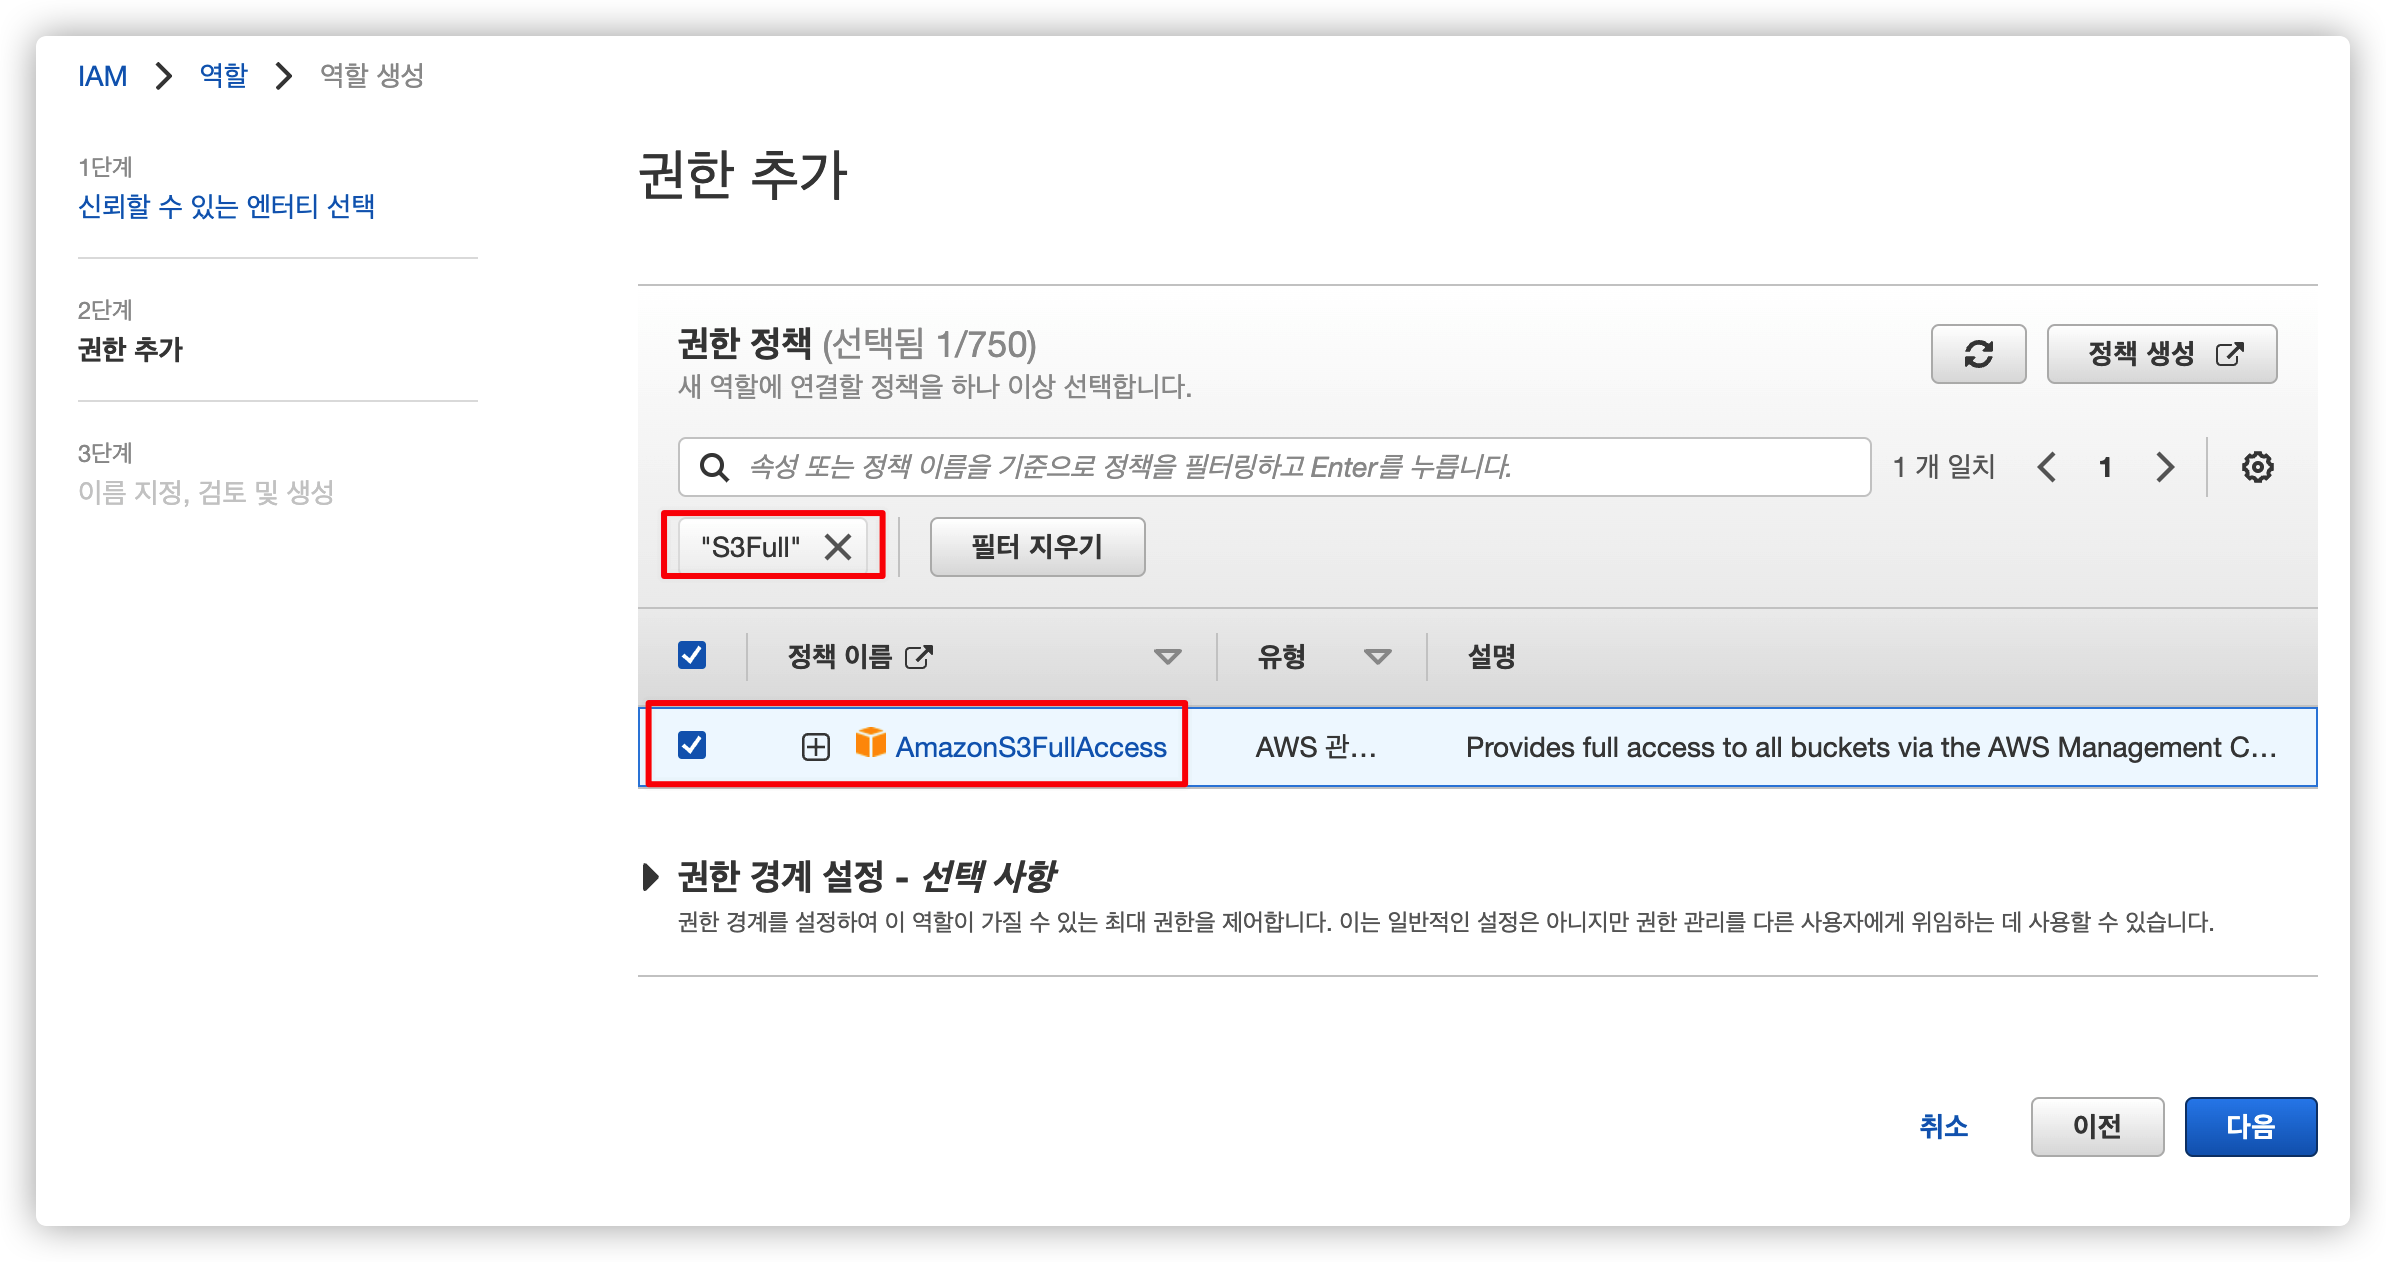 IAM > 역할 > 역할 생성
1단계
신뢰할 수 있는 엔터티 선택
2단계
권한 추가
3단계
이름 지정, 검토 및 생성
권한 추가
권한 정책 (선택됨 1/750)
새 역할에 연결할 정책을 하나 이상 선택합니다.
정책 생성
속성 또는 정책 이름을 기준으로 정책을 필터링하고 Enter를 누릅니다.
1 개 일치
1
"S3Full"
필터 지우기
정책 이름 유형 설명
AmazonS3FullAccess AWS 관... Provides full access to all buckets via the AWS Management C...
권한 경계 설정 - 선택 사항
권한 경계를 설정하여 이 역할이 가질 수 있는 최대 권한을 제어합니다. 이는 일반적인 설정은 아니지만 권한 관리를 다른 사용자에게 위임하는 데 사용할 수 있습니다.
취소 이전 다음